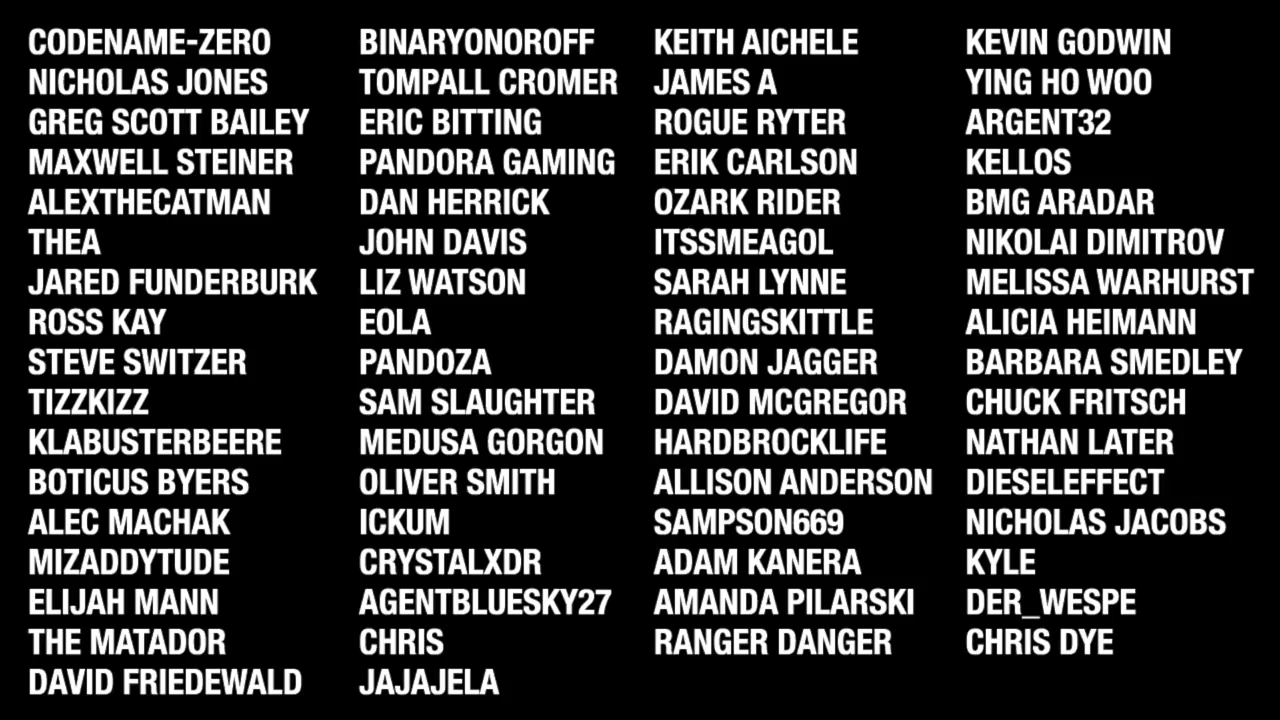 CODENAME-ZERO
NICHOLAS JONES
GREG SCOTT BAILEY
MAXWELL STEINER
ALEXTHECATMAN
THEA
JARED FUNDERBURK
ROSS KAY
STEVE SWITZER
TIZZKIZZ
KLABUSTERBEERE
BOTICUS BYERS
ALEC MACHAK
MIZADDYTUDE
ELIJAH MANN
THE MATADOR
DAVID FRIEDEWALD
BINARYONOROFF
TOMPALL CROMER
ERIC BITTING
PANDORA GAMING
DAN HERRICK
JOHN DAVIS
LIZ WATSON
EOLA
PANDOZA
SAM SLAUGHTER
MEDUSA GORGON
OLIVER SMITH
ICKUM
CRYSTALXDR
AGENTBLUESKY27
CHRIS
JAJAJELA
KEITH AICHELE
JAMES A
ROGUE RYTER
ERIK CARLSON
OZARK RIDER
ITSSMEAGOL
SARAH LYNNE
RAGINGSKITTLE
DAMON JAGGER
DAVID MCGREGOR
HARDBROCKLIFE
ALLISON ANDERSON
SAMPSON669
ADAM KANERA
AMANDA PILARSKI
RANGER DANGER
KEVIN GODWIN
YING HO WOO
ARGENT32
KELLOS
BMG ARADAR
NIKOLAI DIMITROV
MELISSA WARHURST
ALICIA HEIMANN
BARBARA SMEDLEY
CHUCK FRITSCH
NATHAN LATER
DIESELEFFECT
NICHOLAS JACOBS
KYLE
DER_WESPE
CHRIS DYE